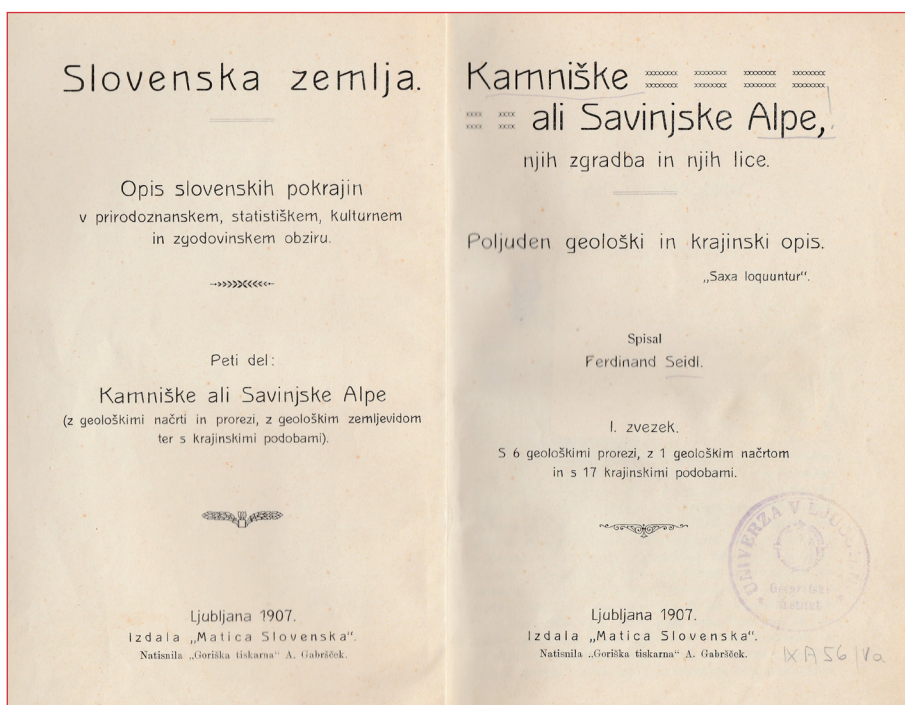 Slovenska zemlja.
Opis slovenskih pokrajin
v prirodoznanskem, statistiškem, kulturnem
in zgodovinskem obziru.
Peti del:
Kamniške ali Savinjske Alpe
(z geološkimi načrti in prorezi, z geološkim zemljevidom
ter s krajinskimi podobami).
Ljubljana 1907.
Izdala „Matica Slovenska“.
Natisnila „Goriška tiskarna“ A. Gabršček.
Kamniške
ali Savinjske Alpe,
njih zgradba in njih lice.
Poljuden geološki in krajinski opis.
„Saxa loquuntur“.
Spisal
Ferdinand Seidl.
I. zvezek.
S 6 geološkimi prorezi, z 1 geološkim načrtom
in s 17 krajinskimi podobami.
UNIVERZA V LJUBLJANI
Geografski
institut
Ljubljana 1907.
Izdala „Matica Slovenska“.
Natisnila „Goriška tiskarna“ A. Gabršček.
IX A 56/Va